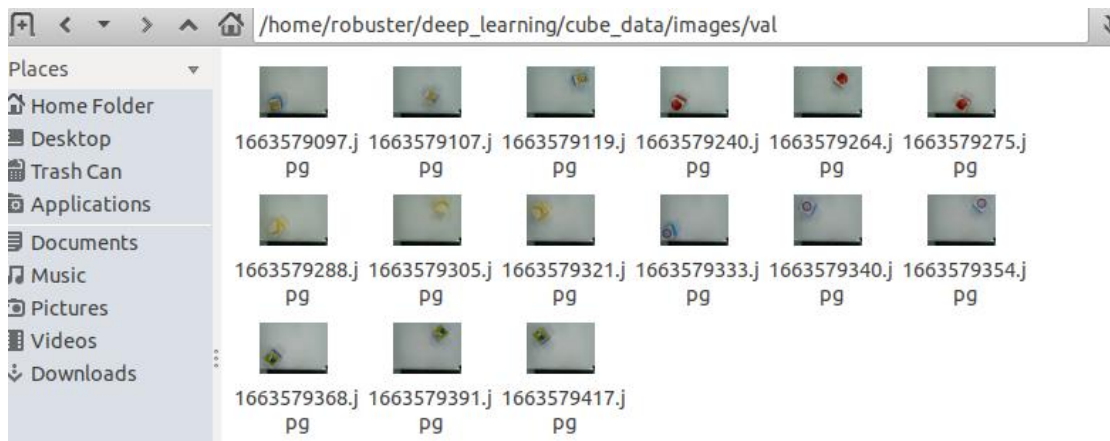 /home/robuster/deep_learning/cube_data/images/val
Places
Home Folder
Desktop
Trash Can
Applications
Documents
Music
Pictures
Videos
Downloads
1663579097.j 1663579107.j 1663579119.j 1663579240.j 1663579264.j 1663579275.j
pg pg pg pg pg pg
1663579288.j 1663579305.j 1663579321.j 1663579333.j 1663579340.j 1663579354.j
pg pg pg pg pg pg
1663579368.j 1663579391.j 1663579417.j
pg pg pg